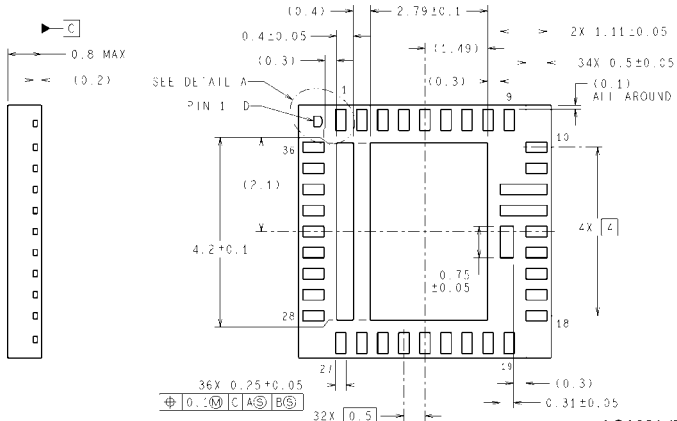 (0.4)
2.79±0.1
C
0.4±0.05
(1.49)
2X 1.11±0.05
0.8 MAX
(0.3)
34X 0.5±0.05
(0.2)
(0.3)
(0.1)
ALL AROUND
SEE DETAIL A
1
9
PIN 1 D
10
36
(2.1)
4X 4
4.2±0.1
0.75
±0.05
28
18
27
19
36X 0.25±0.05
(0.3)
0.1Ⓜ C AⓈ BⓈ
0.31±0.05
32X 0.5